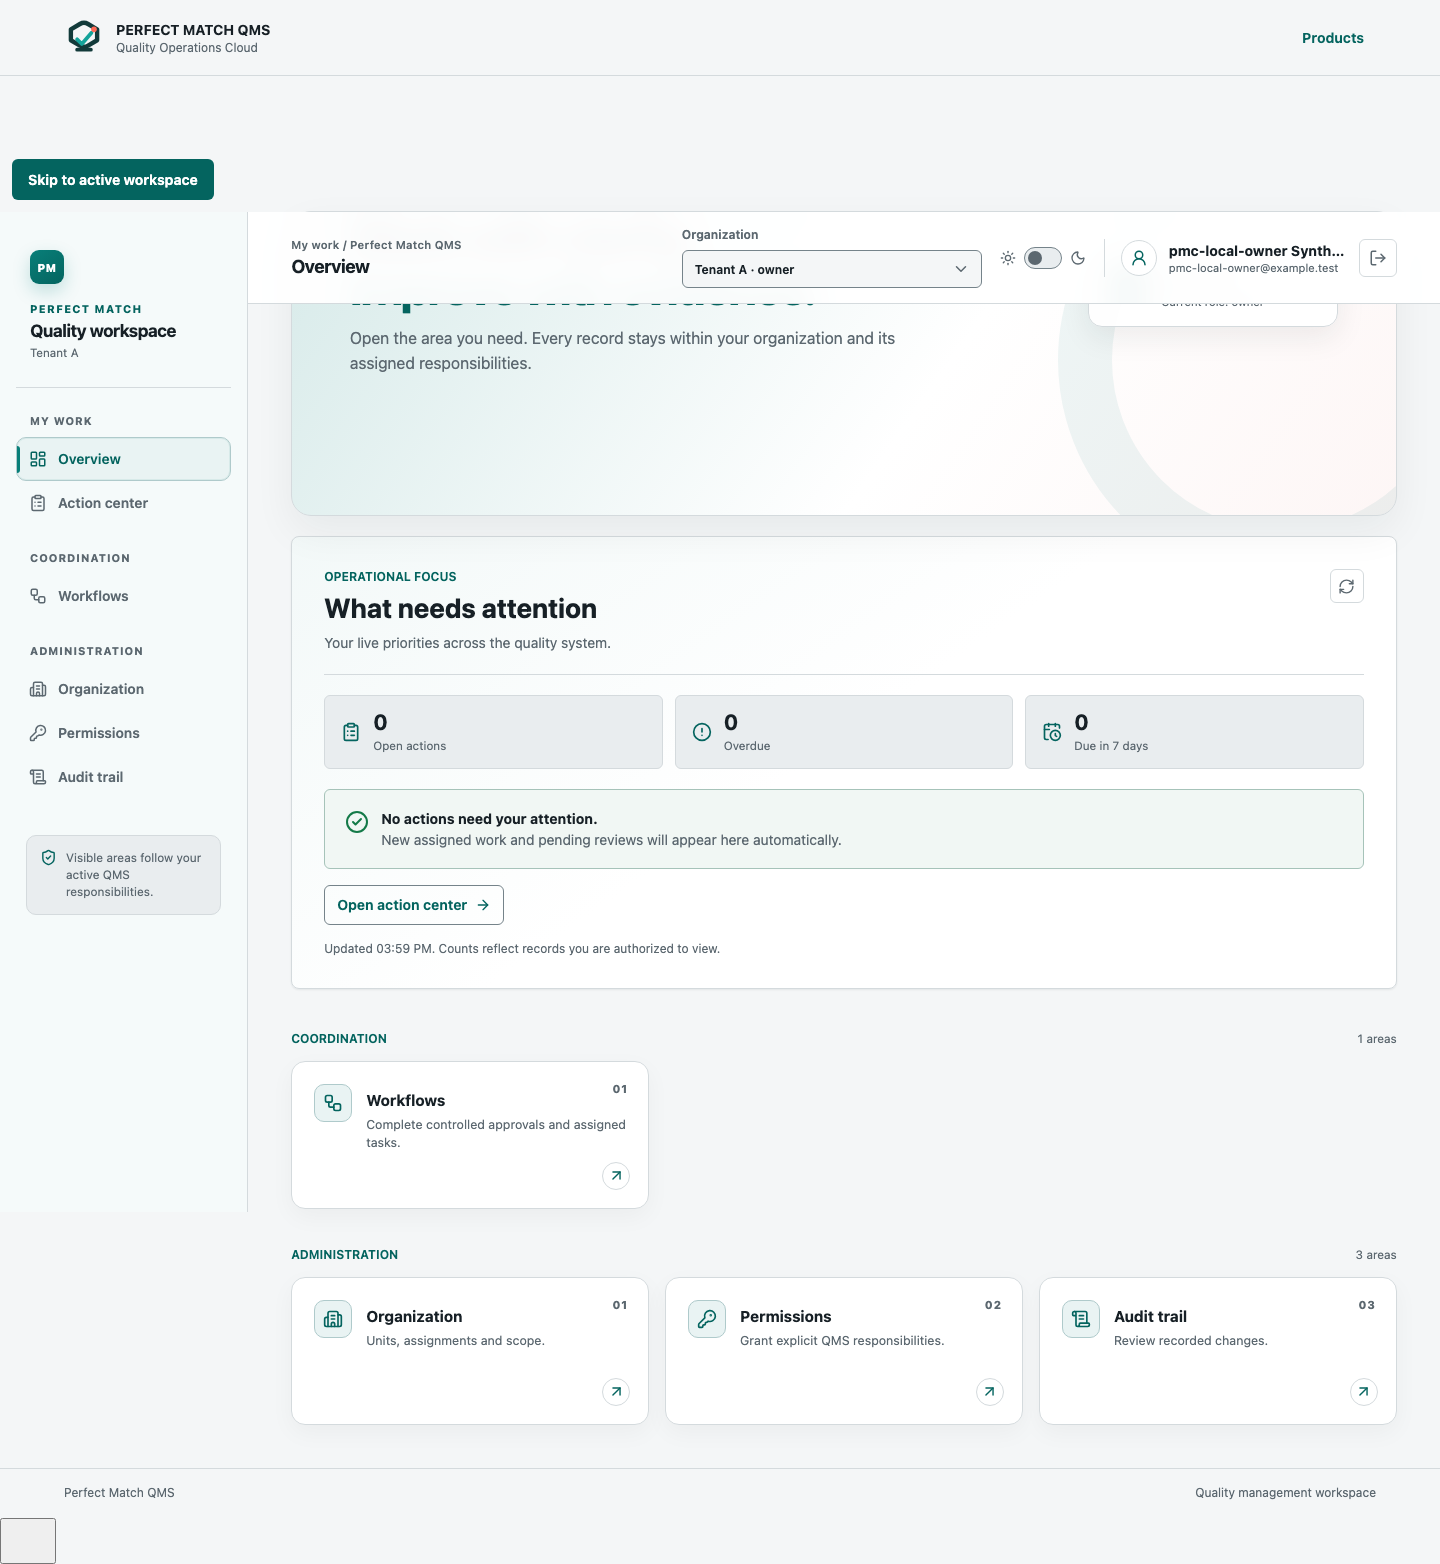 PERFECT MATCH QMS
Quality Operations Cloud
Products
Skip to active workspace
PM
PERFECT MATCH
Quality workspace
Tenant A
MY WORK
Overview
Action center
COORDINATION
Workflows
ADMINISTRATION
Organization
Permissions
Audit trail
Visible areas follow your
active QMS
responsibilities.
My work / Perfect Match QMS
Overview
Organization
Tenant A · owner
pmc-local-owner Synth...
pmc-local-owner@example.test
Current role: owner
Open the area you need. Every record stays within your organization and its
assigned responsibilities.
OPERATIONAL FOCUS
What needs attention
Your live priorities across the quality system.
0
Open actions
0
Overdue
0
Due in 7 days
No actions need your attention.
New assigned work and pending reviews will appear here automatically.
Open action center
Updated 03:59 PM. Counts reflect records you are authorized to view.
COORDINATION
1 areas
01
Workflows
Complete controlled approvals and assigned
tasks.
ADMINISTRATION
3 areas
01
Organization
Units, assignments and scope.
02
Permissions
Grant explicit QMS responsibilities.
03
Audit trail
Review recorded changes.
Perfect Match QMS
Quality management workspace